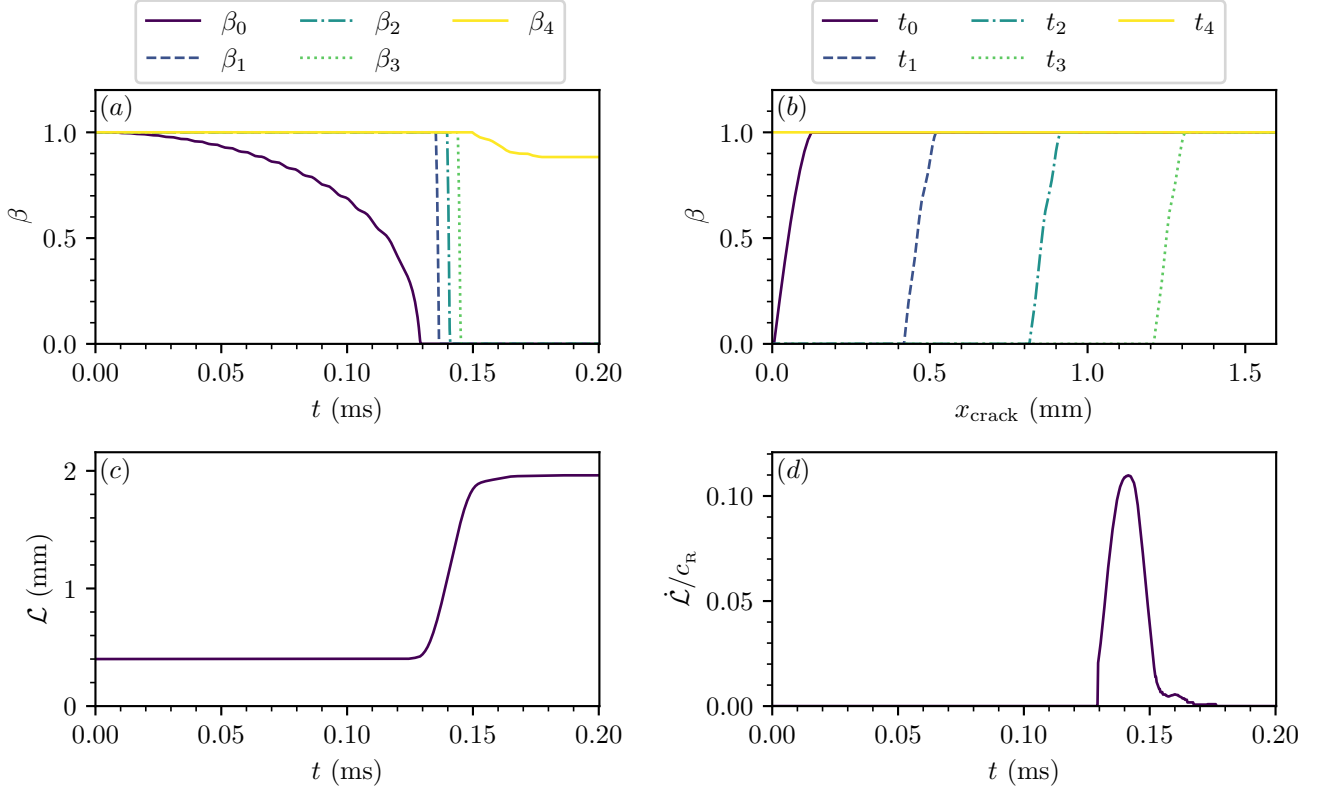 β₀ β₂ β₄
β₁ β₃
t₀ t₂ t₄
t₁ t₃
(a)
1.0
0.5
0.0
β
0.00 0.05 0.10 0.15 0.20
t (ms)
(b)
1.0
0.5
0.0
β
0.0 0.5 1.0 1.5
x_crack (mm)
(c)
2
1
0
ℒ (mm)
0.00 0.05 0.10 0.15 0.20
t (ms)
(d)
0.10
0.05
0.00
ℒ̇/c_R
0.00 0.05 0.10 0.15 0.20
t (ms)